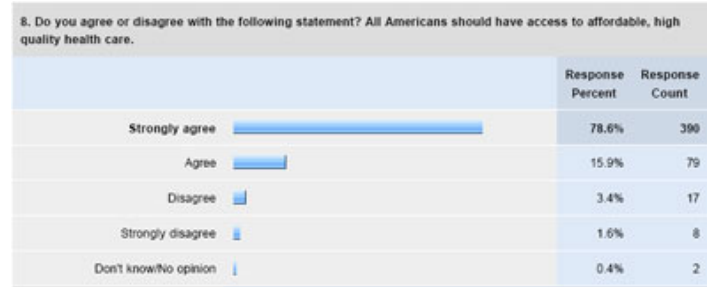 8. Do you agree or disagree with the following statement? All Americans should have access to affordable, high
quality health care.
Response Percent Response Count
Strongly agree 78.6% 390
Agree 15.9% 79
Disagree 3.4% 17
Strongly disagree 1.6% 8
Don't know/No opinion 0.4% 2